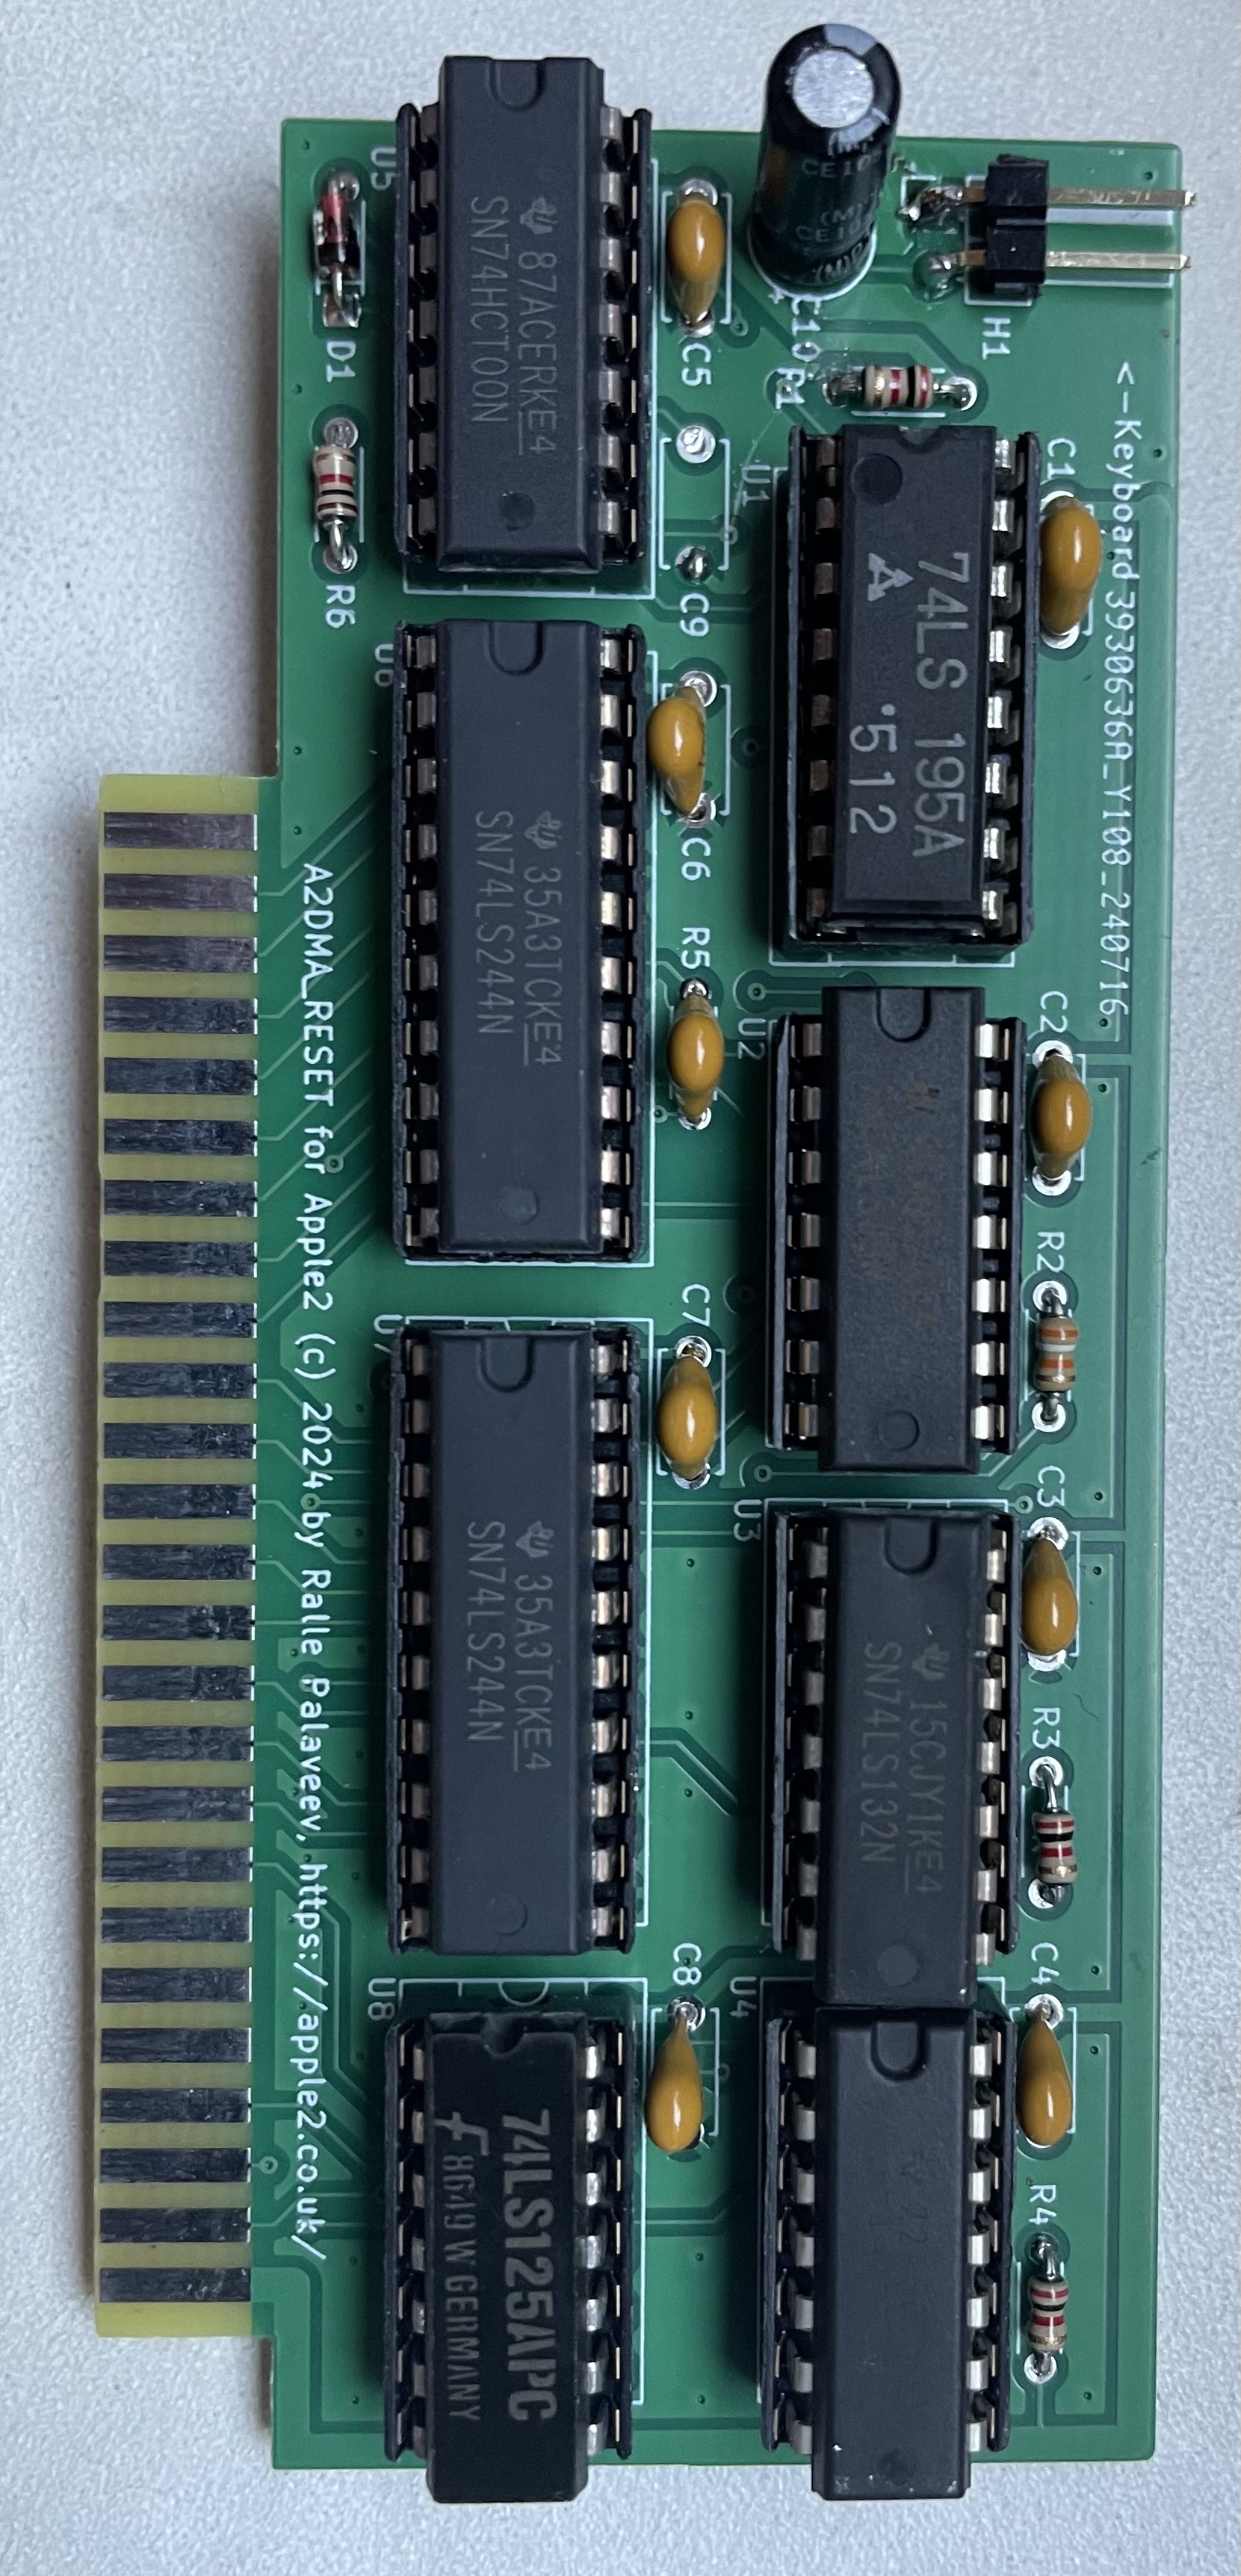 <-Keyboard 3930636A_Y108_240716
C1
C2
R2
C3
R3
C4
R4
H1
74LS 195A
512
15CJY1KE4
SN74LS132N
C10
+
R1
U1
U2
U3
U4
C5
C9
C6
R5
C7
C8
87ACERKE4
SN74HCT00N
35A3TCKE4
SN74LS244N
35A3TCKE4
SN74LS244N
74LS125APC
F 8649 W GERMANY
U5
U6
U7
U8
D1
R6
A2DMA_RESET for Apple2 (c) 2024 by Ralle Palaveev, https://apple2.co.uk/